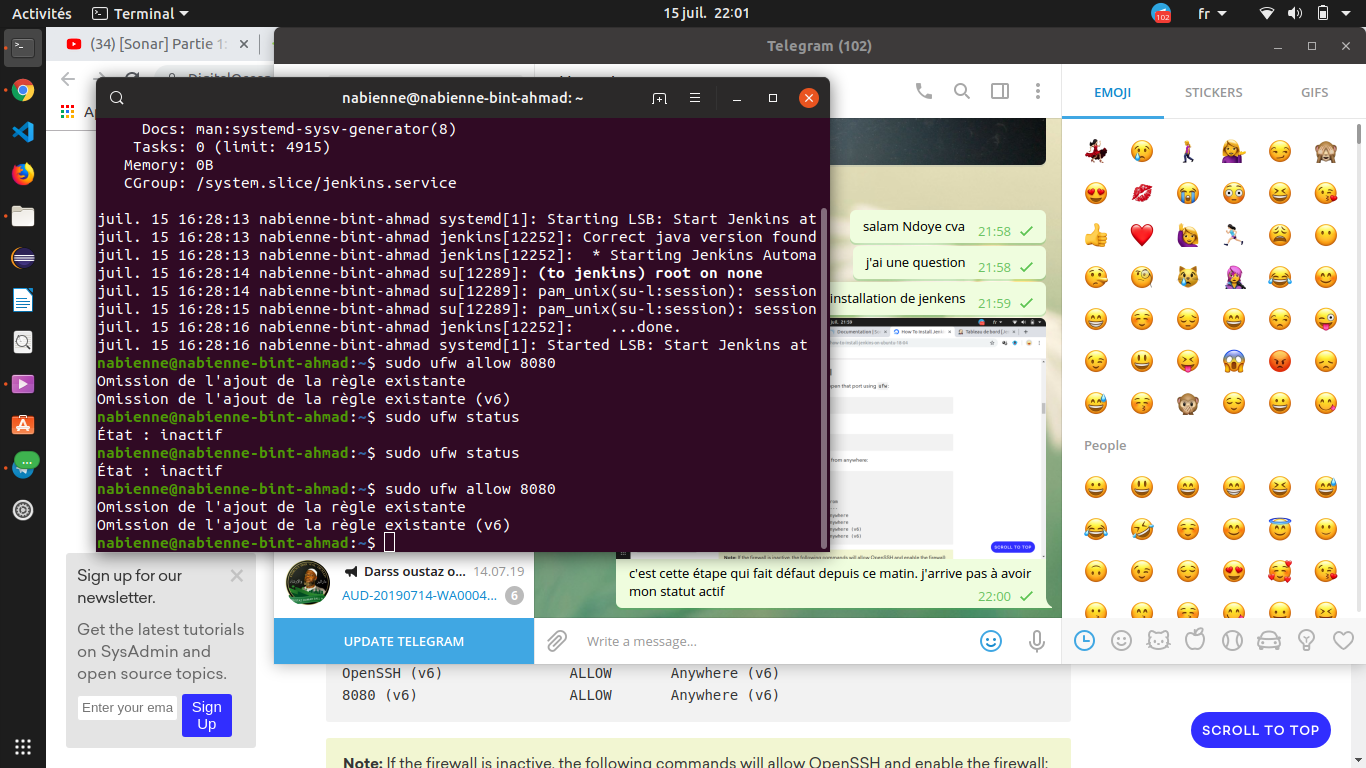 Activités
Terminal
15 juil. 22:01
102
fr
(34) [Sonar] Partie 1
Telegram (102)
nabienne@nabienne-bint-ahmad: ~
Docs: man:systemd-sysv-generator(8)
Tasks: 0 (limit: 4915)
Memory: 0B
CGroup: /system.slice/jenkins.service
juil. 15 16:28:13 nabienne-bint-ahmad systemd[1]: Starting LSB: Start Jenkins at
juil. 15 16:28:13 nabienne-bint-ahmad jenkins[12252]: Correct java version found
juil. 15 16:28:13 nabienne-bint-ahmad jenkins[12252]:  * Starting Jenkins Automa
juil. 15 16:28:14 nabienne-bint-ahmad su[12289]: (to jenkins) root on none
juil. 15 16:28:14 nabienne-bint-ahmad su[12289]: pam_unix(su-l:session): session
juil. 15 16:28:15 nabienne-bint-ahmad su[12289]: pam_unix(su-l:session): session
juil. 15 16:28:16 nabienne-bint-ahmad jenkins[12252]:    ...done.
juil. 15 16:28:16 nabienne-bint-ahmad systemd[1]: Started LSB: Start Jenkins at
nabienne@nabienne-bint-ahmad:~$ sudo ufw allow 8080
Omission de l'ajout de la règle existante
Omission de l'ajout de la règle existante (v6)
nabienne@nabienne-bint-ahmad:~$ sudo ufw status
État : inactif
nabienne@nabienne-bint-ahmad:~$ sudo ufw status
État : inactif
nabienne@nabienne-bint-ahmad:~$ sudo ufw allow 8080
Omission de l'ajout de la règle existante
Omission de l'ajout de la règle existante (v6)
nabienne@nabienne-bint-ahmad:~$
salam Ndoye cva 21:58
j'ai une question 21:58
installation de jenkens 21:59
SCROLL TO TOP
c'est cette étape qui fait défaut depuis ce matin. j'arrive pas à avoir
mon statut actif
22:00
EMOJI
STICKERS
GIFS
People
Darss oustaz o... 14.07.19
AUD-20190714-WA0004... 6
UPDATE TELEGRAM
Write a message...
Sign up for our
newsletter.
Get the latest tutorials
on SysAdmin and
open source topics.
Enter your ema
Sign
Up
OpenSSH (v6) ALLOW Anywhere (v6)
8080 (v6) ALLOW Anywhere (v6)
SCROLL TO TOP
Note: If the firewall is inactive, the following commands will allow OpenSSH and enable the firewall: